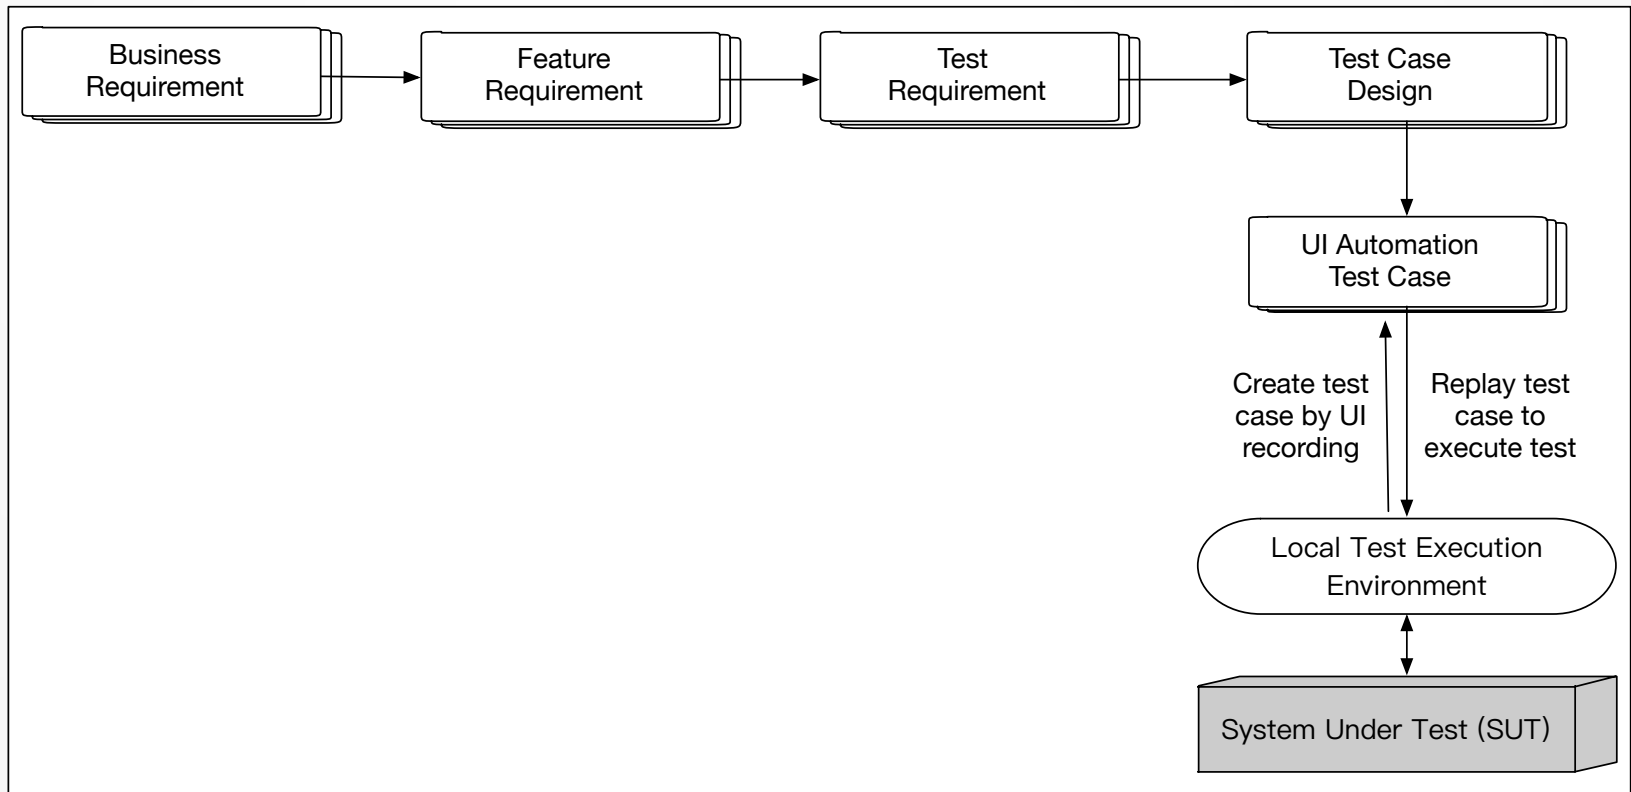 Business
Requirement
Feature
Requirement
Test
Requirement
Test Case
Design
UI Automation
Test Case
Create test
case by UI
recording
Replay test
case to
execute test
Local Test Execution
Environment
System Under Test (SUT)